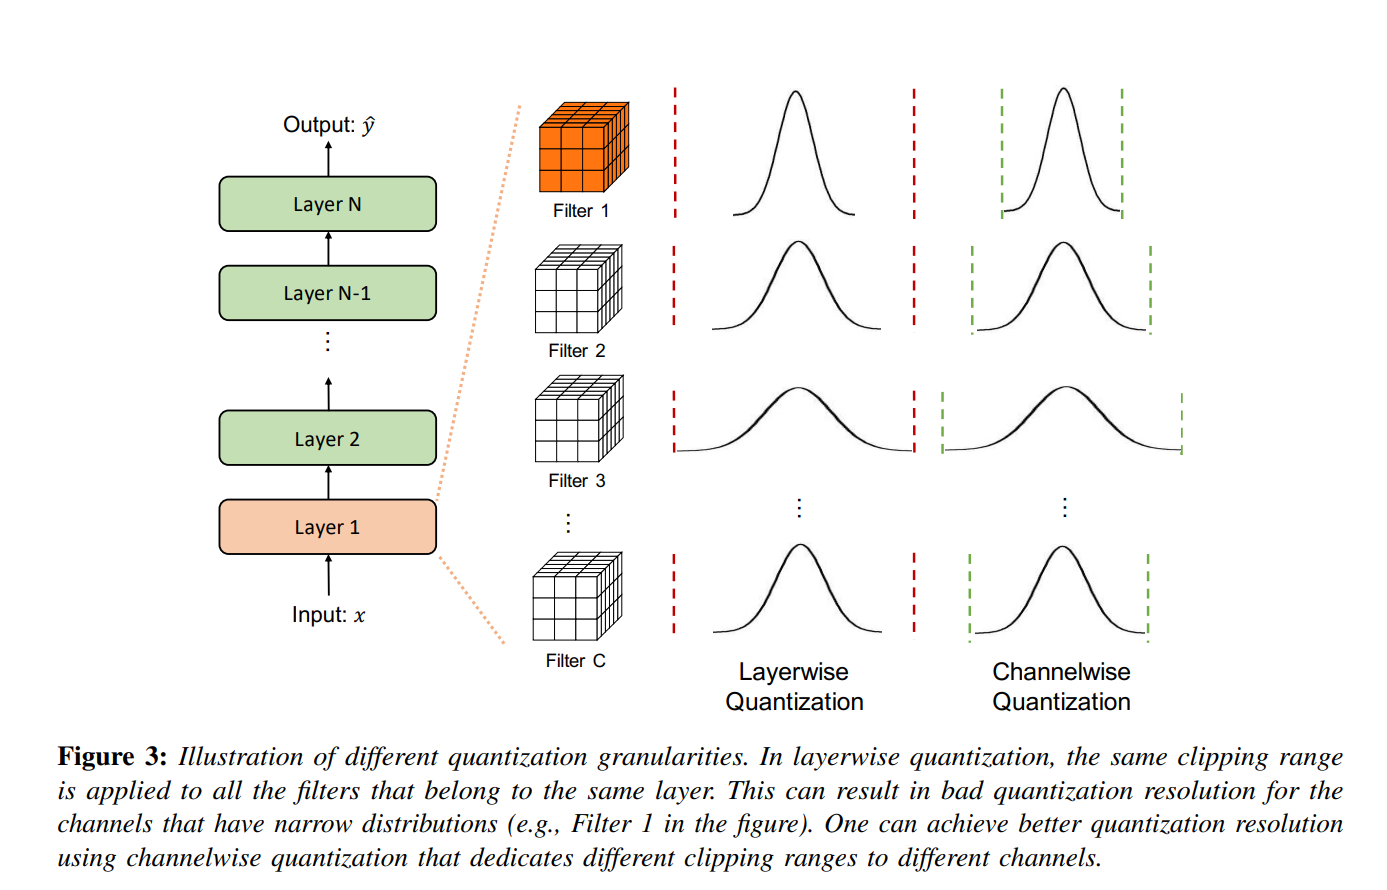 Output: ŷ
Layer N
Layer N-1
⋮
Layer 2
Layer 1
Input: x
Filter 1
Filter 2
Filter 3
⋮
Filter C
⋮
⋮
Layerwise
Quantization
Channelwise
Quantization
Figure 3: Illustration of different quantization granularities. In layerwise quantization, the same clipping range
is applied to all the filters that belong to the same layer. This can result in bad quantization resolution for the
channels that have narrow distributions (e.g., Filter 1 in the figure). One can achieve better quantization resolution
using channelwise quantization that dedicates different clipping ranges to different channels.